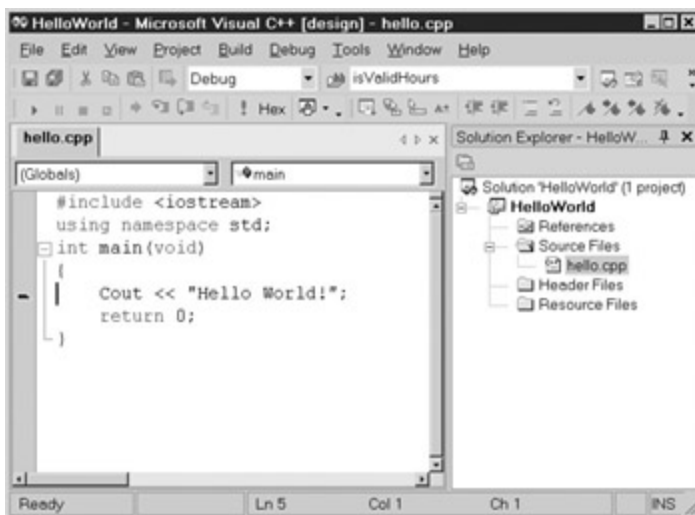 HelloWorld - Microsoft Visual C++ [design] - hello.cpp
File Edit View Project Build Debug Tools Window Help
Debug isValidHours
Hex
hello.cpp
(Globals) main
#include <iostream>
using namespace std;
int main(void)
{
Cout << "Hello World!";
return 0;
}
Solution Explorer - HelloW...
Solution 'HelloWorld' (1 project)
HelloWorld
References
Source Files
hello.cpp
Header Files
Resource Files
Ready Ln 5 Col 1 Ch 1 INS